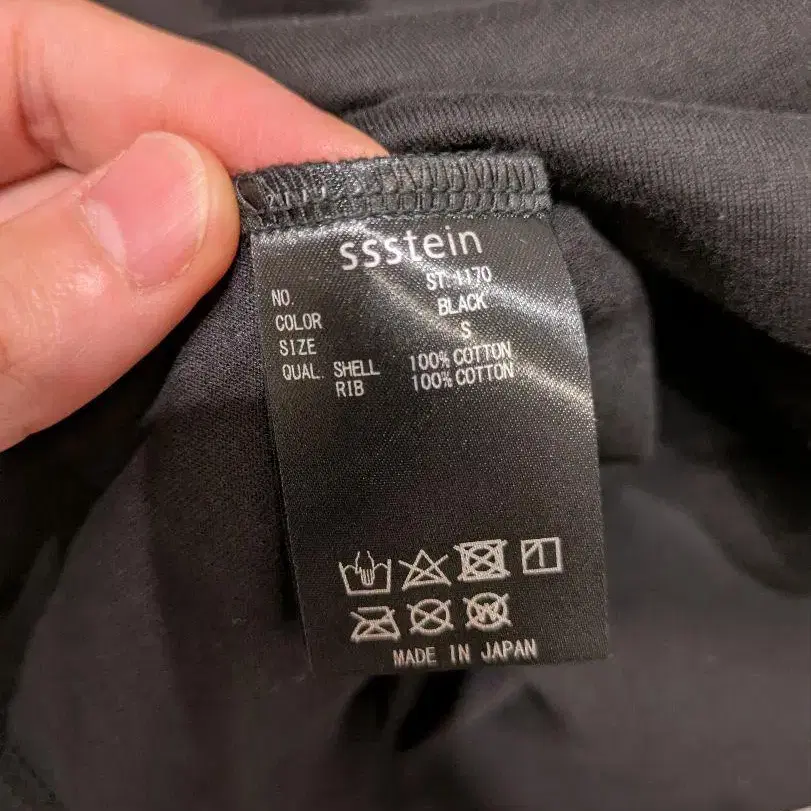 ssstein
NO. ST.1170
COLOR BLACK
SIZE S
QUAL. SHELL 100% COTTON
RIB 100% COTTON
W
MADE IN JAPAN